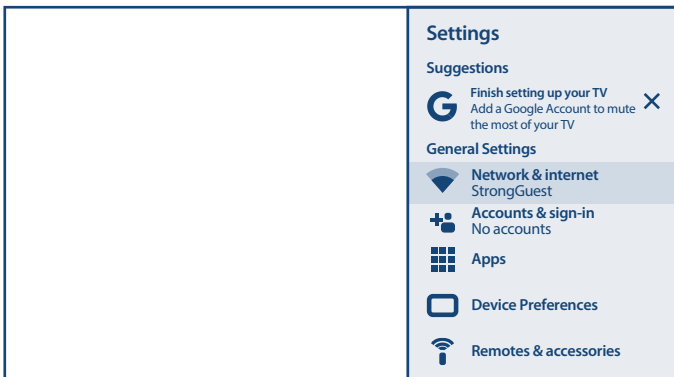 Settings
Suggestions
Finish setting up your TV
Add a Google Account to mute
the most of your TV
General Settings
Network & internet
StrongGuest
Accounts & sign-in
No accounts
Apps
Device Preferences
Remotes & accessories